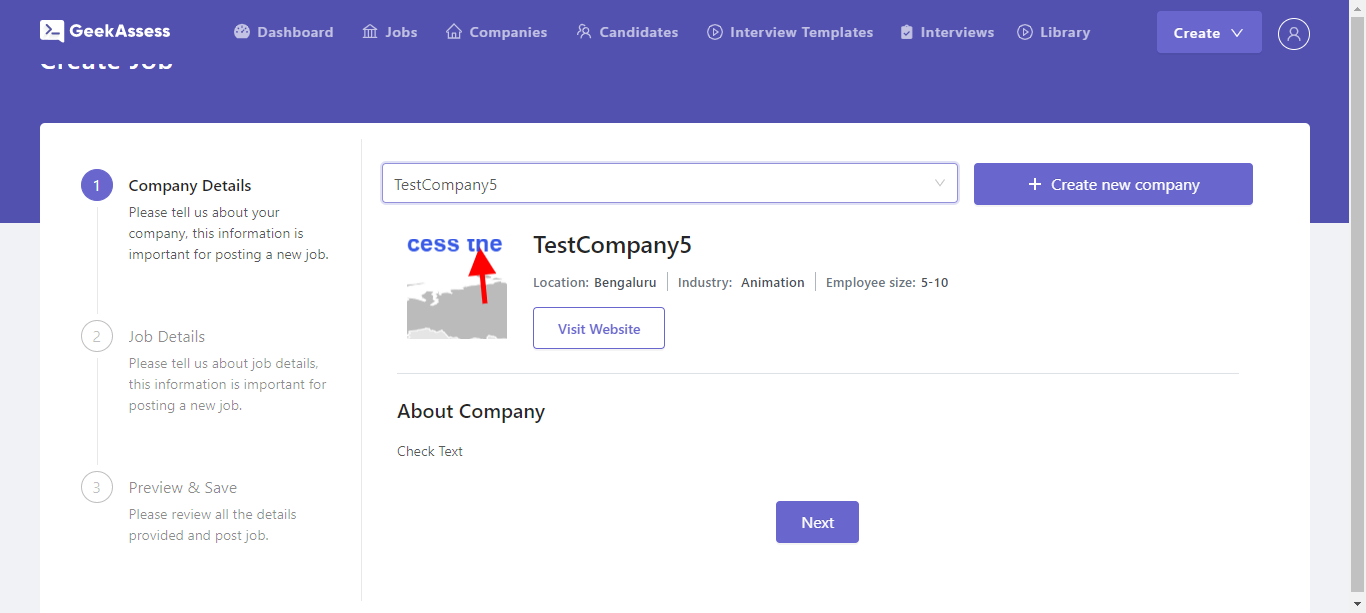 GeekAssess
Dashboard
Jobs
Companies
Candidates
Interview Templates
Interviews
Library
Create
Create Job
1
Company Details
Please tell us about your
company, this information is
important for posting a new job.
2
Job Details
Please tell us about job details,
this information is important for
posting a new job.
3
Preview & Save
Please review all the details
provided and post job.
TestCompany5
+ Create new company
cess the
TestCompany5
Location: Bengaluru
Industry: Animation
Employee size: 5-10
Visit Website
About Company
Check Text
Next